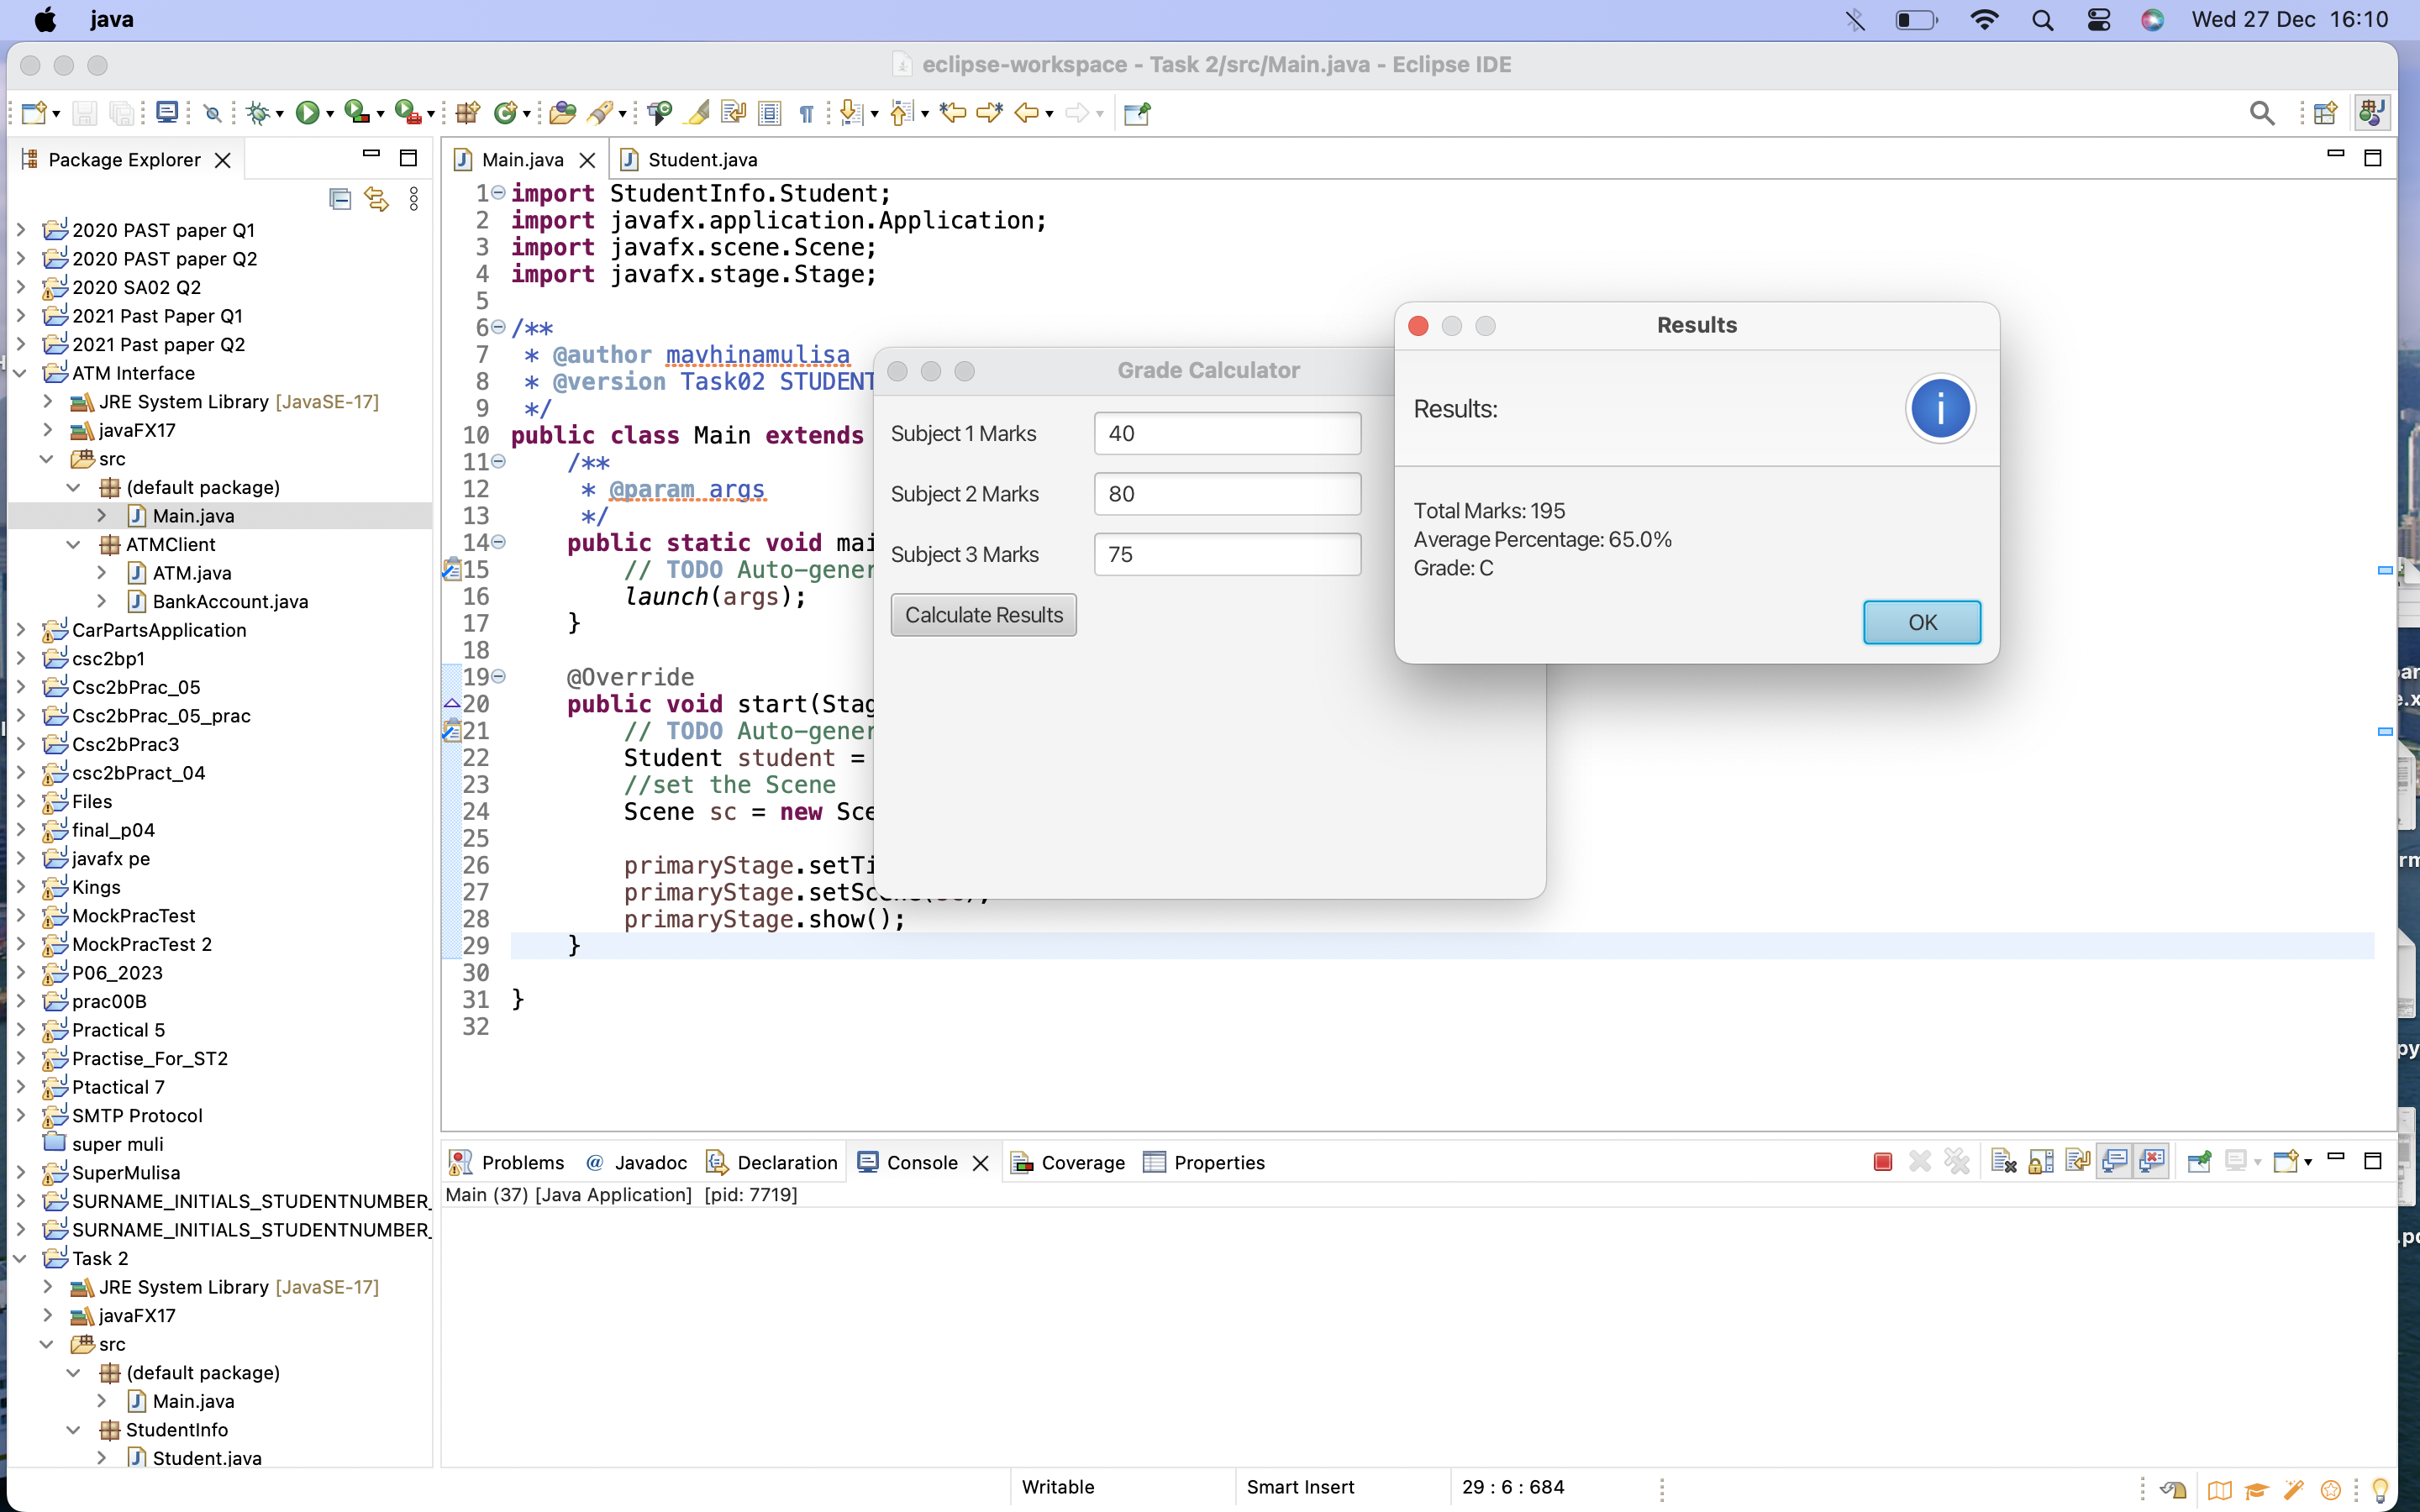 java
Wed 27 Dec 16:10
eclipse-workspace - Task 2/src/Main.java - Eclipse IDE
Package Explorer
2020 PAST paper Q1
2020 PAST paper Q2
2020 SA02 Q2
2021 Past Paper Q1
2021 Past paper Q2
ATM Interface
JRE System Library [JavaSE-17]
javaFX17
src
(default package)
Main.java
ATMClient
ATM.java
BankAccount.java
CarPartsApplication
csc2bp1
Csc2bPrac_05
Csc2bPrac_05_prac
Csc2bPrac3
csc2bPract_04
Files
final_p04
javafx pe
Kings
MockPracTest
MockPracTest 2
P06_2023
prac00B
Practical 5
Practise_For_ST2
Ptactical 7
SMTP Protocol
super muli
SuperMulisa
SURNAME_INITIALS_STUDENTNUMBER_
SURNAME_INITIALS_STUDENTNUMBER_
Task 2
JRE System Library [JavaSE-17]
javaFX17
src
(default package)
Main.java
StudentInfo
Student.java
Main.java
Student.java
1 import StudentInfo.Student;
2 import javafx.application.Application;
3 import javafx.scene.Scene;
4 import javafx.stage.Stage;
5
6 /**
7 * @author mavhinamulisa
8 * @version Task02 STUDENT
9 */
10 public class Main extends
11 /**
12 * @param args
13 */
14 public static void mai
15 // TODO Auto-gener
16 launch(args);
17 }
18
19 @Override
20 public void start(Stag
21 // TODO Auto-gener
22 Student student =
23 //set the Scene
24 Scene sc = new Sce
25
26 primaryStage.setTi
27 primaryStage.setSc
28 primaryStage.show();
29 }
30
31 }
32
Grade Calculator
Subject 1 Marks 40
Subject 2 Marks 80
Subject 3 Marks 75
Calculate Results
Results
Results:
Total Marks: 195
Average Percentage: 65.0%
Grade: C
OK
Problems
@ Javadoc
Declaration
Console
Coverage
Properties
Main (37) [Java Application] [pid: 7719]
Writable
Smart Insert
29 : 6 : 684